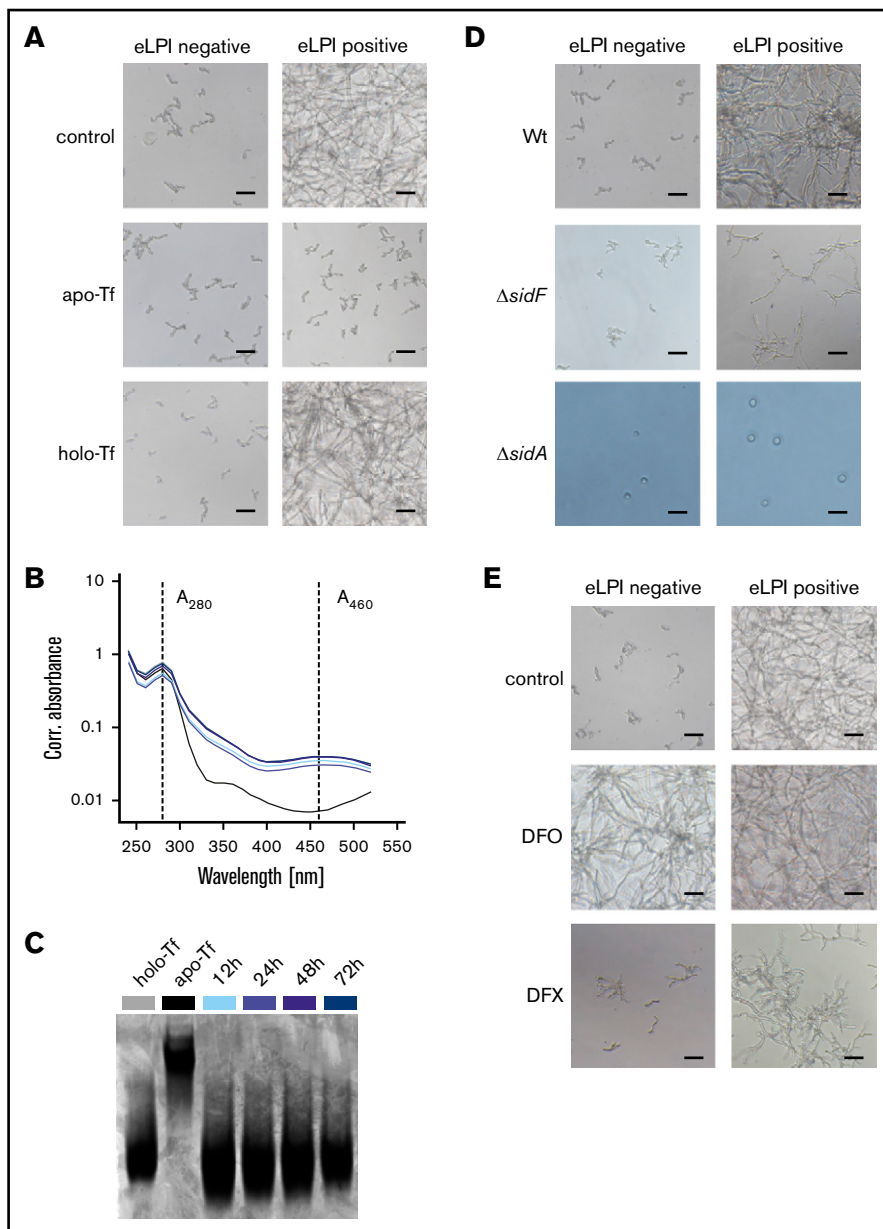 A
eLPI negative eLPI positive
control
apo-Tf
holo-Tf
D
eLPI negative eLPI positive
Wt
ΔsidF
ΔsidA
B
A280
A460
Corr. absorbance
10
1
0.1
0.01
250 300 350 400 450 500 550
Wavelength [nm]
C
holo-Tf apo-Tf 12h 24h 48h 72h
E
eLPI negative eLPI positive
control
DFO
DFX